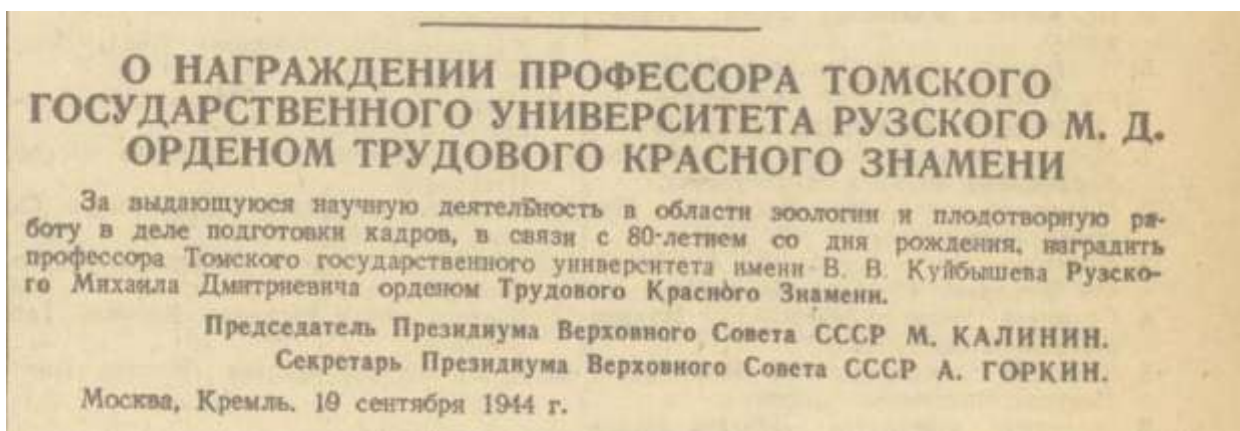 О НАГРАЖДЕНИИ ПРОФЕССОРА ТОМСКОГО
ГОСУДАРСТВЕННОГО УНИВЕРСИТЕТА РУЗСКОГО М. Д.
ОРДЕНОМ ТРУДОВОГО КРАСНОГО ЗНАМЕНИ
За выдающуюся научную деятельность в области зоологии и плодотворную ра-
боту в деле подготовки кадров, в связи с 80-летием со дня рождения, наградить
профессора Томского государственного университета имени В. В. Куйбышева Рузско-
го Михаила Дмитриевича орденом Трудового Красного Знамени.
Председатель Президиума Верховного Совета СССР М. КАЛИНИН.
Секретарь Президиума Верховного Совета СССР А. ГОРКИН.
Москва, Кремль. 19 сентября 1944 г.